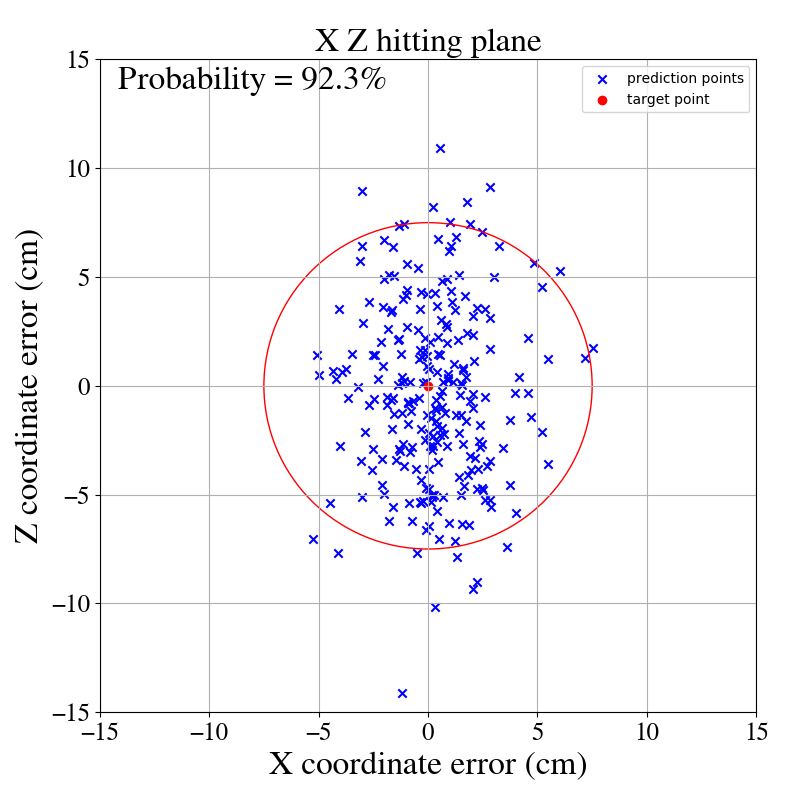 X Z hitting plane
Probability = 92.3%
prediction points
target point
Z coordinate error (cm)
15
10
5
0
−5
−10
−15
−15
−10
−5
0
5
10
15
X coordinate error (cm)